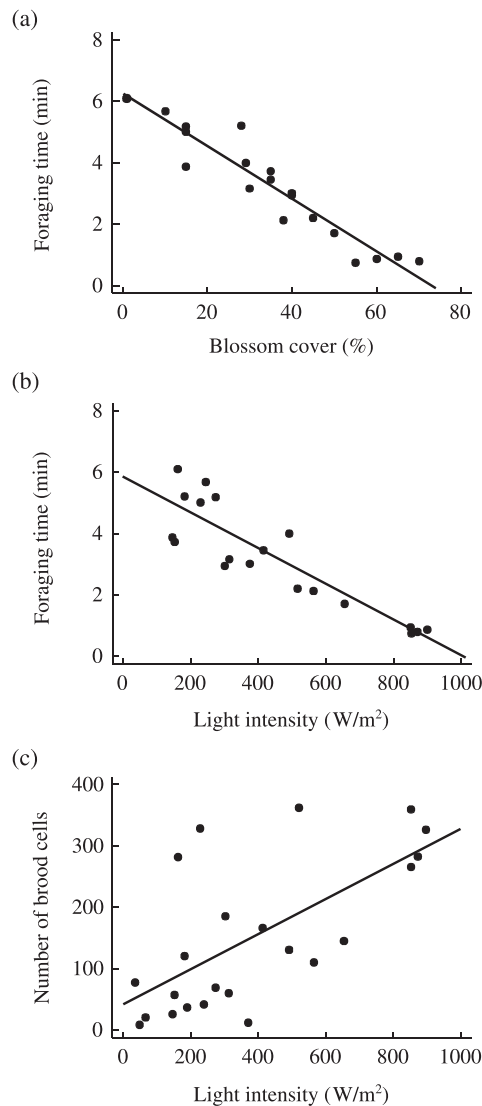 (a)
8
6
4
2
0
Foraging time (min)
0 20 40 60 80
Blossom cover (%)
(b)
8
6
4
2
0
Foraging time (min)
0 200 400 600 800 1000
Light intensity (W/m²)
(c)
400
300
200
100
0
Number of brood cells
0 200 400 600 800 1000
Light intensity (W/m²)